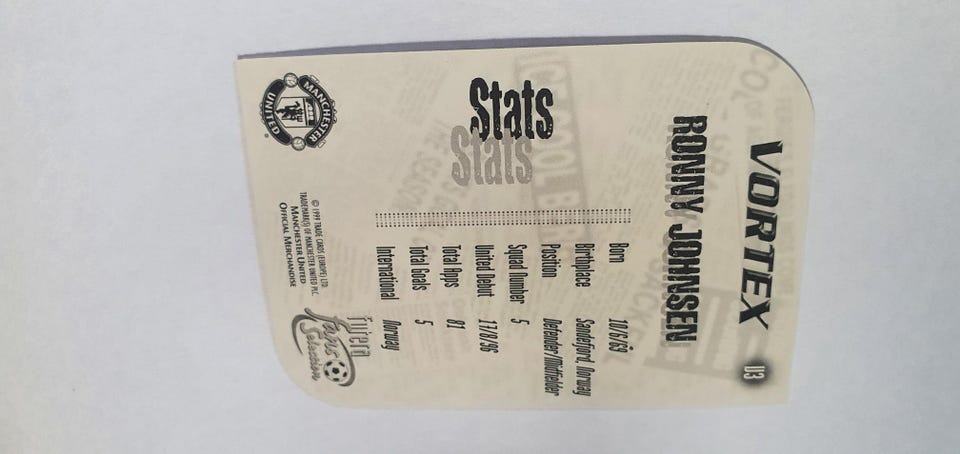 VORTEX
V3
RONNY JOHNSEN
Stats
Stats
Born 10/6/69
Birthplace Sandefjord, Norway
Position Defender/Midfielder
Squad Number 5
United Debut 17/8/96
Total Apps 81
Total Goals 5
International Norway
MANCHESTER
UNITED
© 1999 TRADE CARDS (EUROPE) LTD.
TRADEMARK(S) OF MANCHESTER UNITED PLC.
MANCHESTER UNITED
OFFICIAL MERCHANDISE
Futera
Fans
Selection